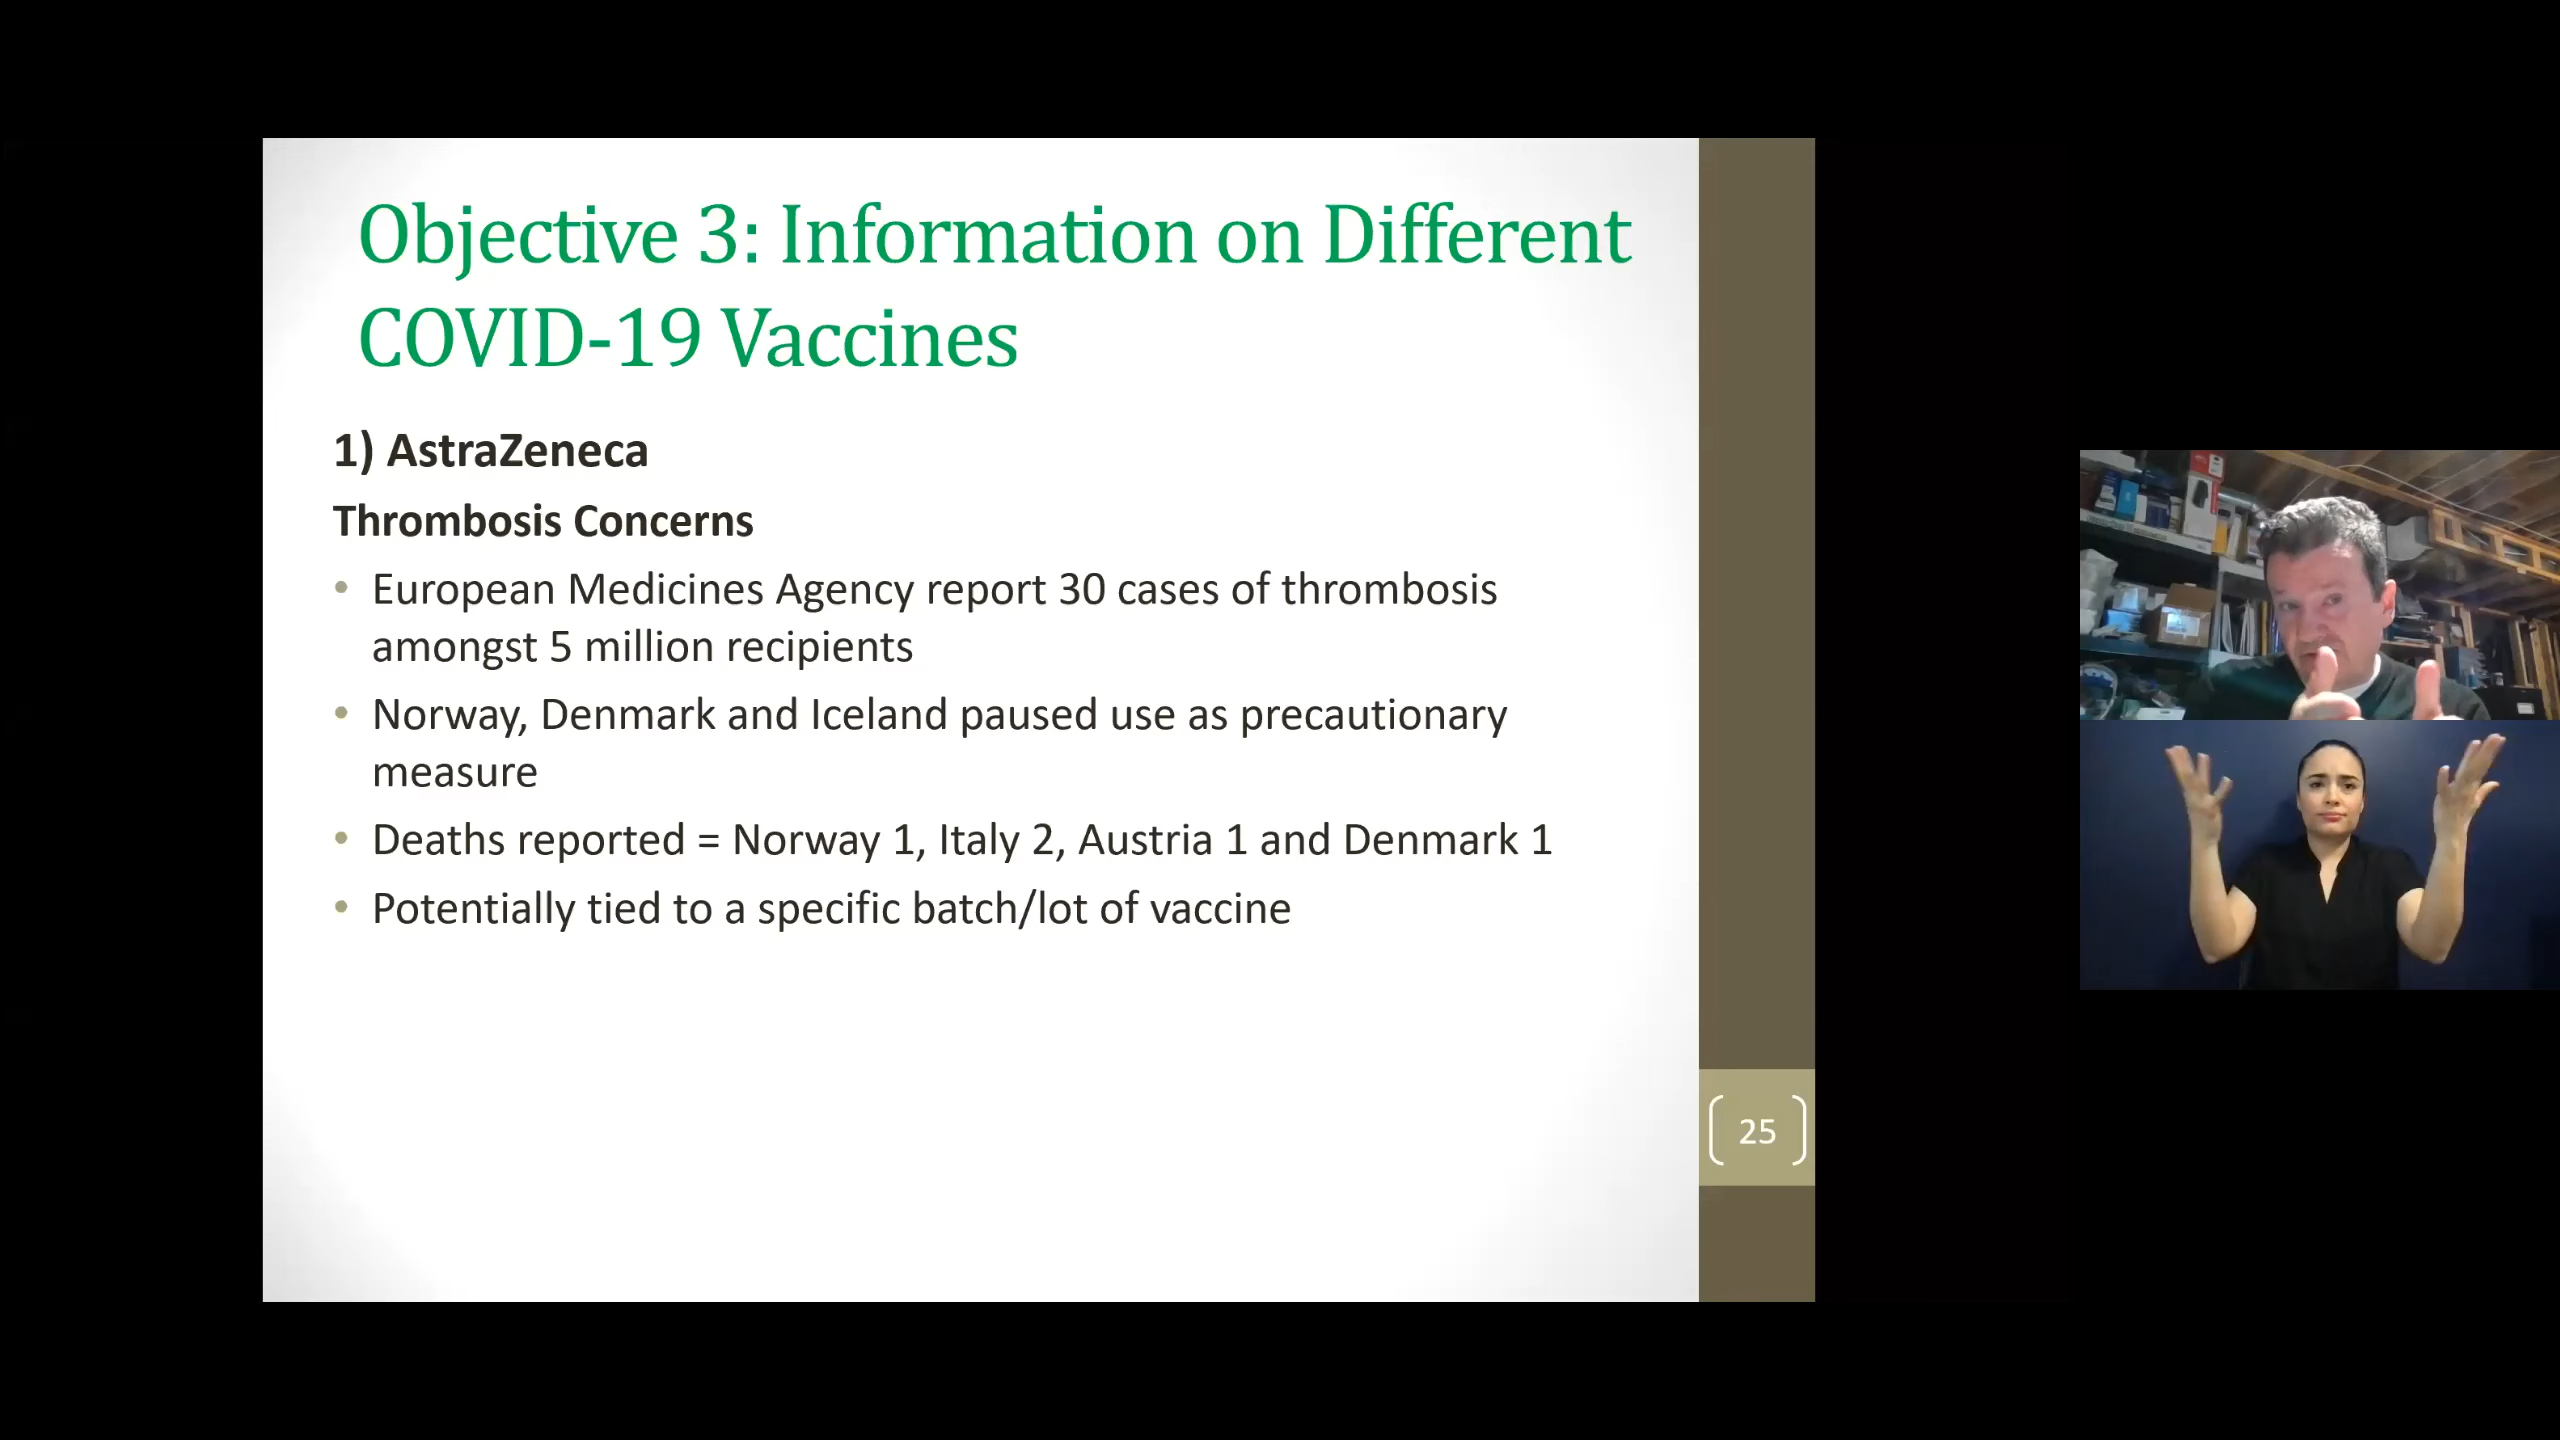 Objective 3: Information on Different
COVID-19 Vaccines
1) AstraZeneca
Thrombosis Concerns
• European Medicines Agency report 30 cases of thrombosis
amongst 5 million recipients
• Norway, Denmark and Iceland paused use as precautionary
measure
• Deaths reported = Norway 1, Italy 2, Austria 1 and Denmark 1
• Potentially tied to a specific batch/lot of vaccine
25